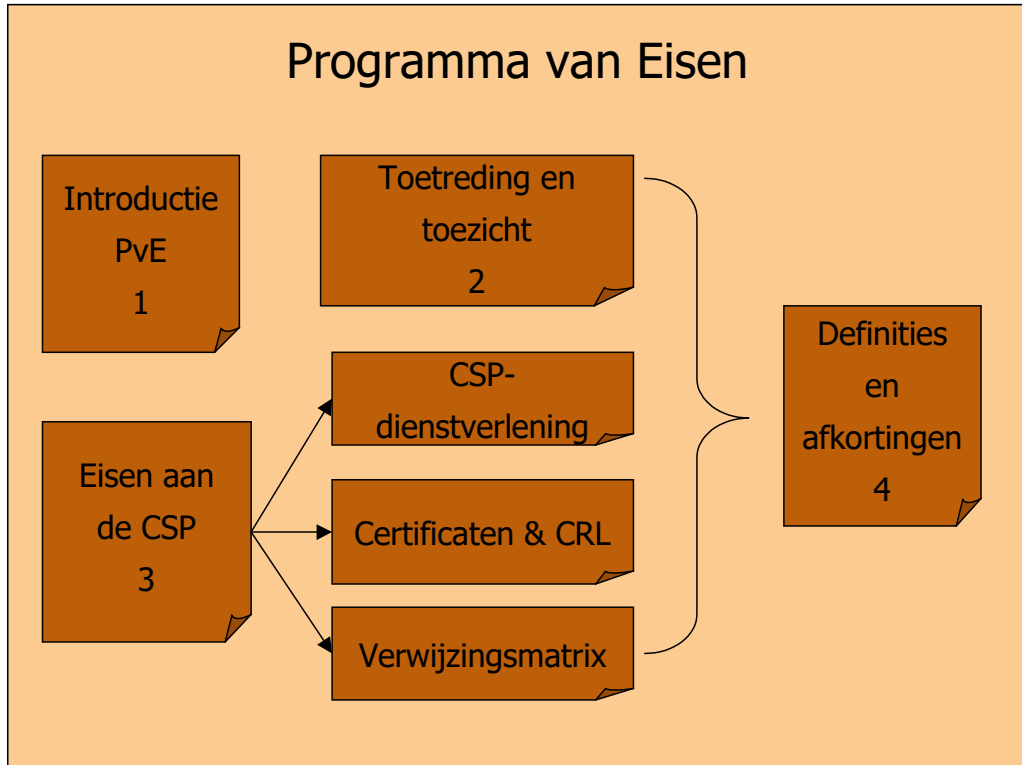 Programma van Eisen
Introductie
PvE
1
Toetreding en
toezicht
2
Eisen aan
de CSP
3
CSP-
dienstverlening
Certificaten & CRL
Verwijzingsmatrix
Definities
en
afkortingen
4